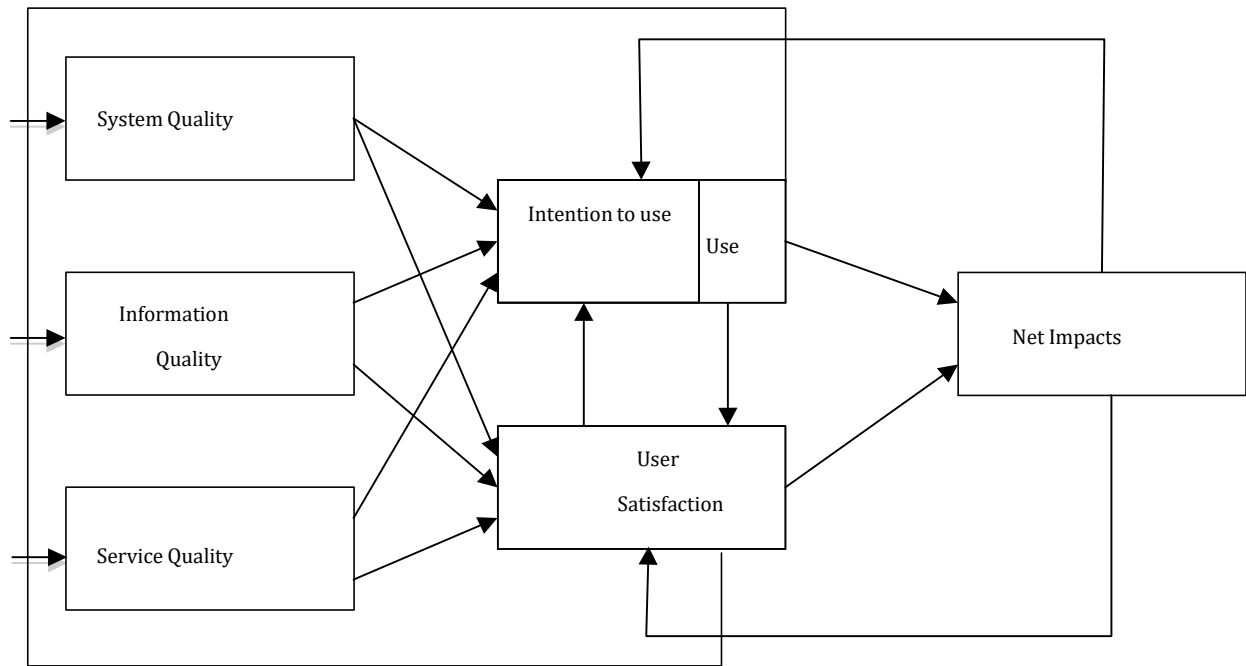 System Quality
Intention to use
Use
Information
Quality
Net Impacts
User
Satisfaction
Service Quality